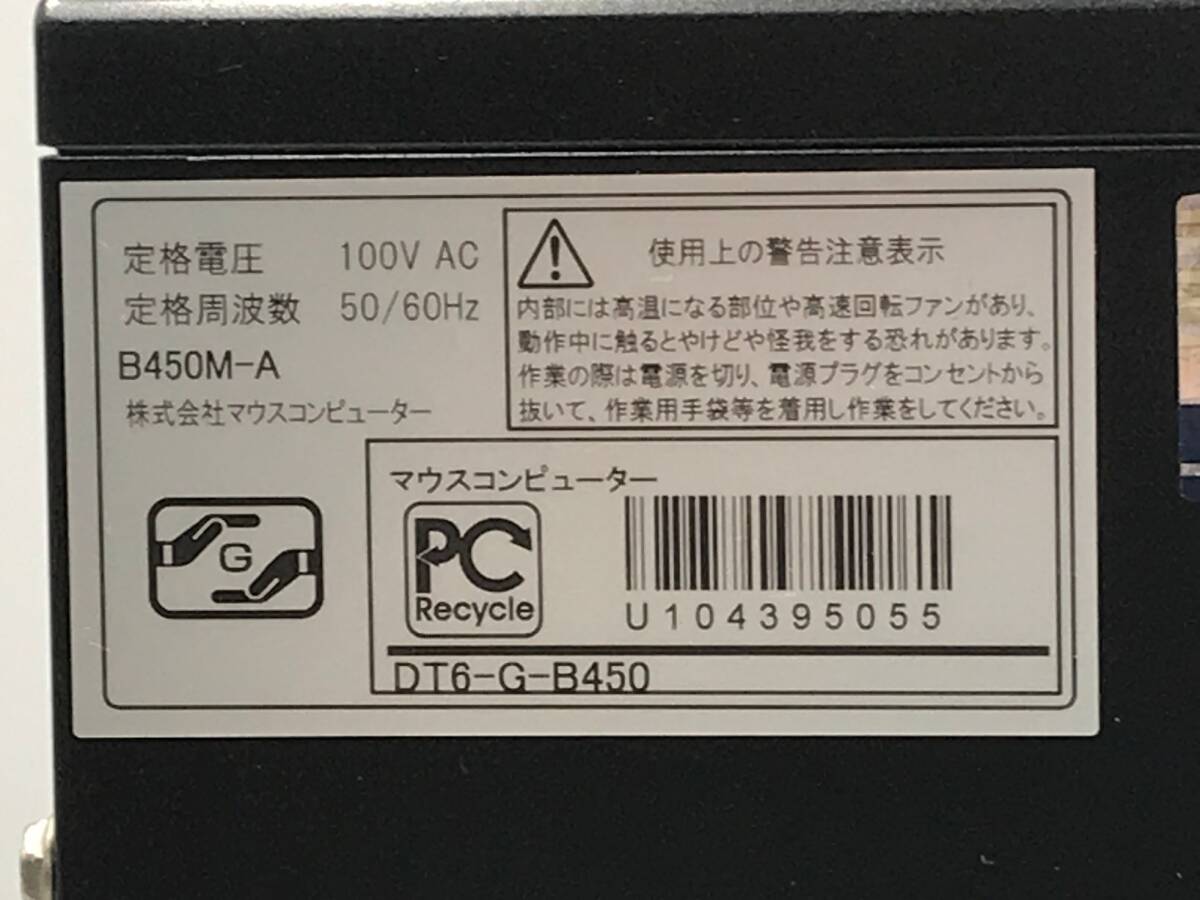 定格電圧 100V AC
定格周波数 50/60Hz
B450M-A
株式会社マウスコンピューター
使用上の警告注意表示
内部には高温になる部位や高速回転ファンがあり、
動作中に触るとやけどや怪我をする恐れがあります。
作業の際は電源を切り、電源プラグをコンセントから
抜いて、作業用手袋等を着用し作業をしてください。
G
マウスコンピューター
PC
Recycle
U104395055
DT6-G-B450